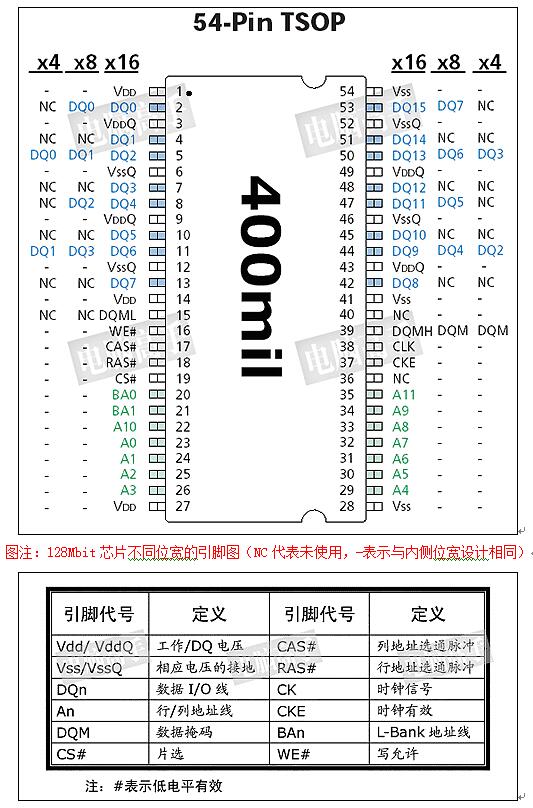 54-Pin TSOP
x4 x8 x16 x16 x8 x4
- - VDD 1 54 Vss - -
NC DQ0 DQ0 2 53 DQ15 DQ7 NC
- - VDDQ 3 52 VssQ - -
NC NC DQ1 4 51 DQ14 NC NC
DQ0 DQ1 DQ2 5 50 DQ13 DQ6 DQ3
- - VssQ 6 49 VDDQ - -
NC NC DQ3 7 48 DQ12 NC NC
NC DQ2 DQ4 8 47 DQ11 DQ5 NC
- - VDDQ 9 46 VssQ - -
NC NC DQ5 10 45 DQ10 NC NC
DQ1 DQ3 DQ6 11 44 DQ9 DQ4 DQ2
- - VssQ 12 43 VDDQ - -
NC NC DQ7 13 42 DQ8 NC NC
- - VDD 14 41 Vss - -
NC NC DQML 15 40 NC - -
- - WE# 16 39 DQMH DQM DQM
- - CAS# 17 38 CLK - -
- - RAS# 18 37 CKE - -
- - CS# 19 36 NC - -
- - BA0 20 35 A11 - -
- - BA1 21 34 A9 - -
- - A10 22 33 A8 - -
- - A0 23 32 A7 - -
- - A1 24 31 A6 - -
- - A2 25 30 A5 - -
- - A3 26 29 A4 - -
- - VDD 27 28 Vss - -
400mil
图注：128Mbit 芯片不同位宽的引脚图（NC 代表未使用，-表示与内侧位宽设计相同）
引脚代号 定义 引脚代号 定义
Vdd/ VddQ 工作/DQ 电压 CAS# 列地址选通脉冲
Vss/VssQ 相应电压的接地 RAS# 行地址选通脉冲
DQn 数据 I/O 线 CK 时钟信号
An 行/列地址线 CKE 时钟有效
DQM 数据掩码 BAn L-Bank 地址线
CS# 片选 WE# 写允许
注：#表示低电平有效